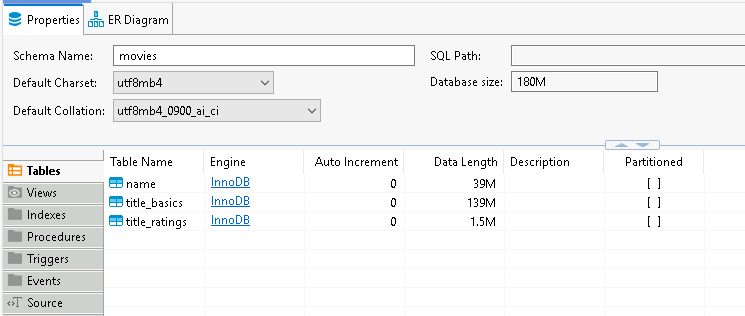 Properties ER Diagram
Schema Name: movies SQL Path:
Default Charset: utf8mb4 Database size: 180M
Default Collation: utf8mb4_0900_ai_ci
Tables Table Name Engine Auto Increment Data Length Description Partitioned
Views name InnoDB 0 39M [ ]
Indexes title_basics InnoDB 0 139M [ ]
Procedures title_ratings InnoDB 0 1.5M [ ]
Triggers
Events
Source